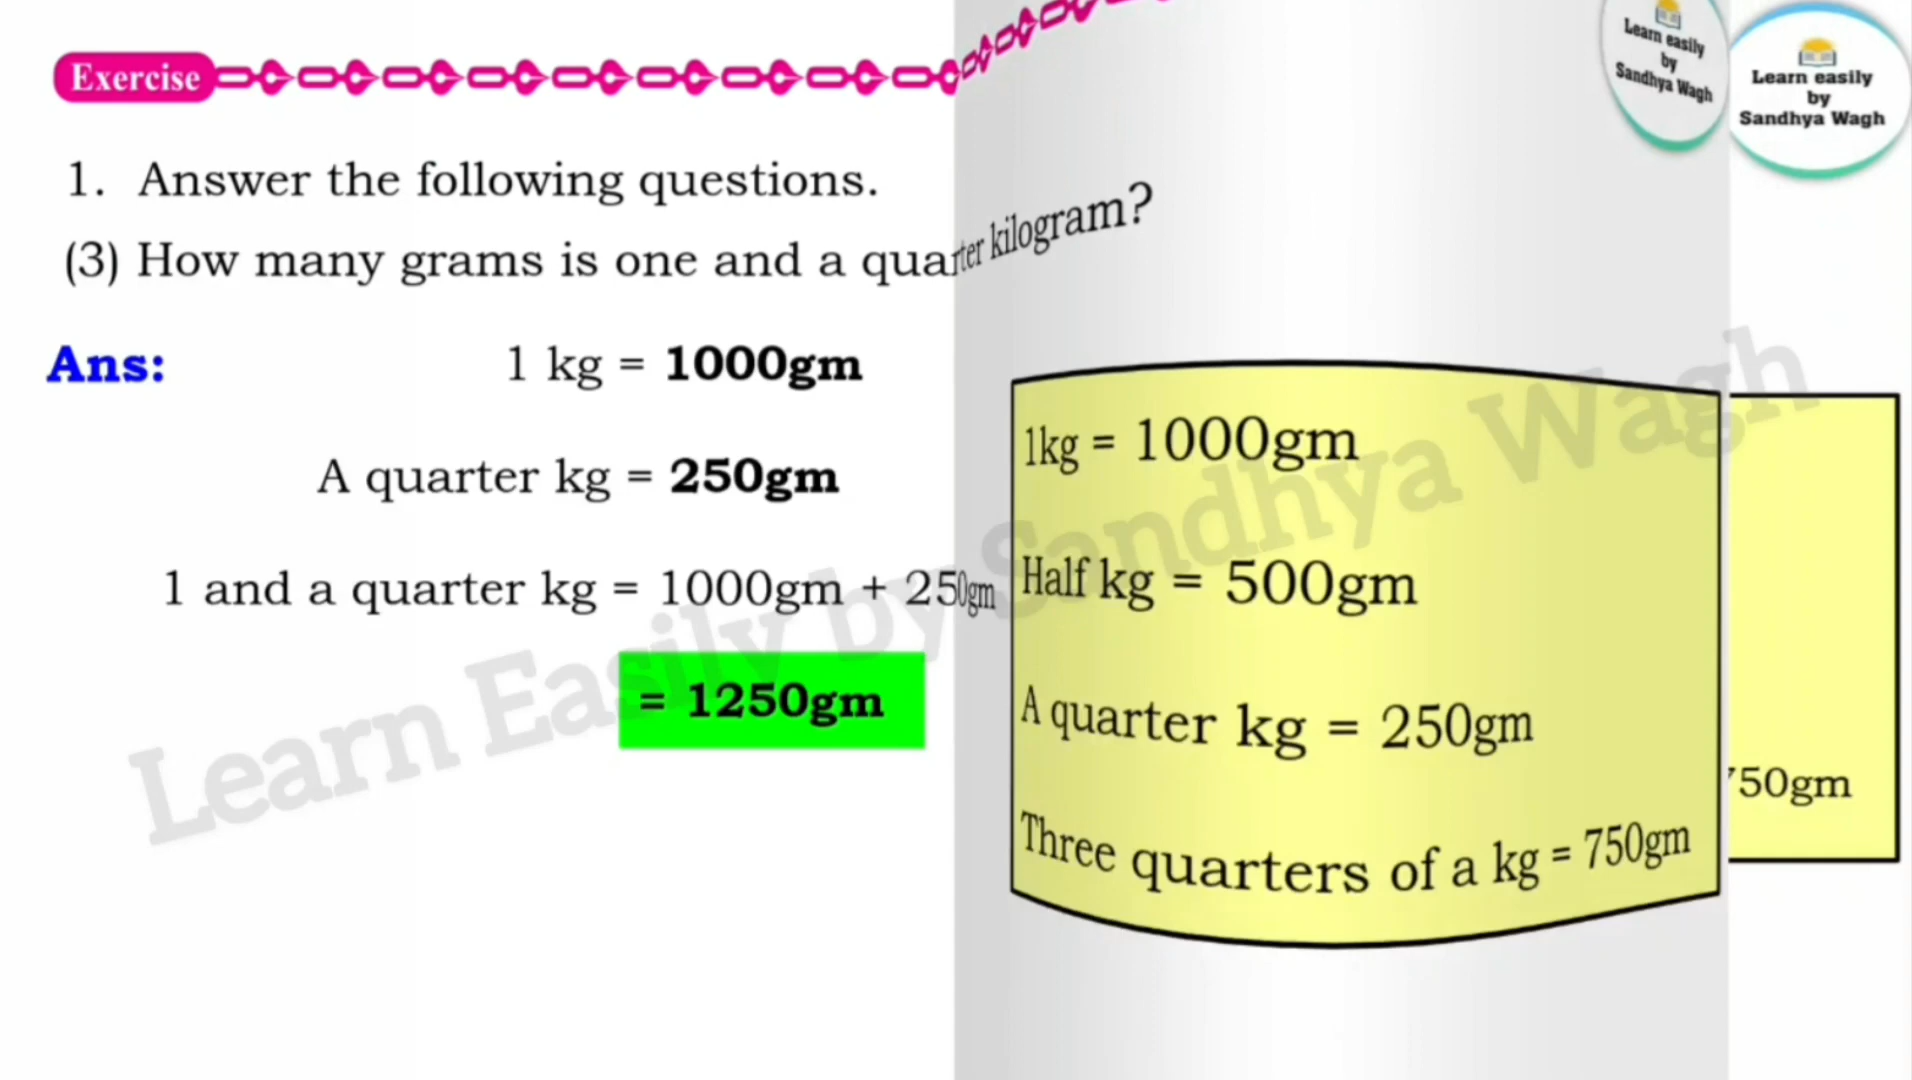 Exercise
Learn easily
by
Sandhya Wagh
Learn easily
by
Sandhya Wagh
1. Answer the following questions.
(3) How many grams is one and a quarter kilogram?
Ans:
1 kg = 1000gm
A quarter kg = 250gm
1 and a quarter kg = 1000gm + 250gm
= 1250gm
1kg = 1000gm
Half kg = 500gm
A quarter kg = 250gm
Three quarters of a kg = 750gm
50gm
Learn Easily by Sandhya Wagh